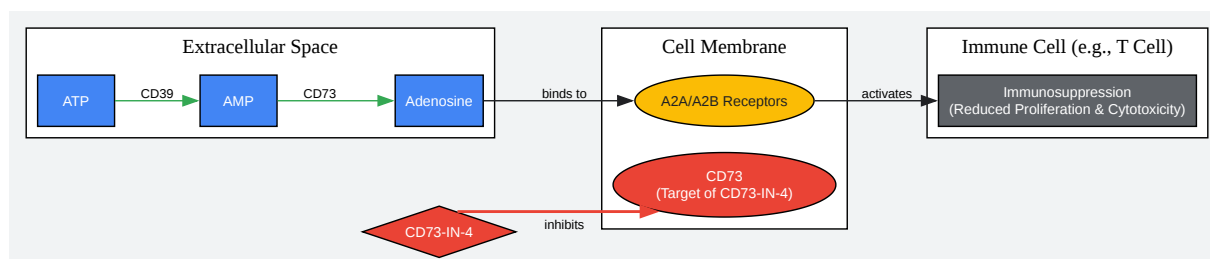 Extracellular Space
Cell Membrane
Immune Cell (e.g., T Cell)
ATP
CD39
AMP
CD73
Adenosine
binds to
A2A/A2B Receptors
activates
Immunosuppression
(Reduced Proliferation & Cytotoxicity)
CD73
(Target of CD73-IN-4)
CD73-IN-4
inhibits